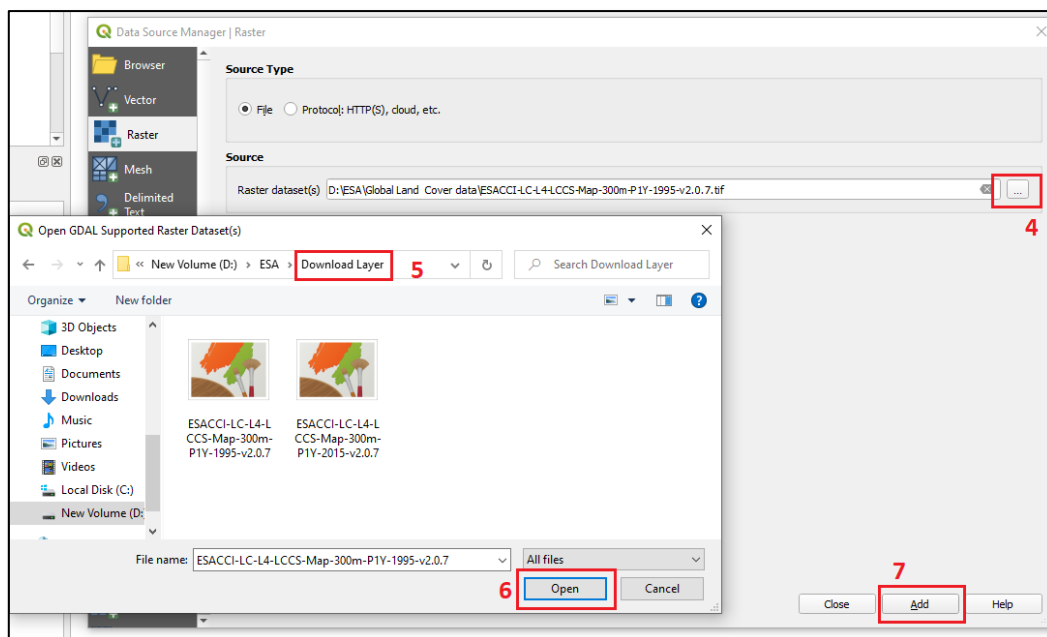 Data Source Manager | Raster
Browser
Vector
Raster
Mesh
Delimited
Text
Source Type
File
Protocol: HTTP(S), cloud, etc.
Source
Raster dataset(s)
D:\ESA\Global Land Cover data\ESACCI-LC-L4-LCCS-Map-300m-P1Y-1995-v2.0.7.tif
...
4
Open GDAL Supported Raster Dataset(s)
« New Volume (D:) › ESA › Download Layer
5
Search Download Layer
Organize
New folder
?
3D Objects
Desktop
Documents
Downloads
Music
Pictures
Videos
Local Disk (C:)
New Volume (D:
ESACCI-LC-L4-L
CCS-Map-300m-
P1Y-1995-v2.0.7
ESACCI-LC-L4-L
CCS-Map-300m-
P1Y-2015-v2.0.7
File name:
ESACCI-LC-L4-LCCS-Map-300m-P1Y-1995-v2.0.7
All files
6
Open
Cancel
7
Close
Add
Help